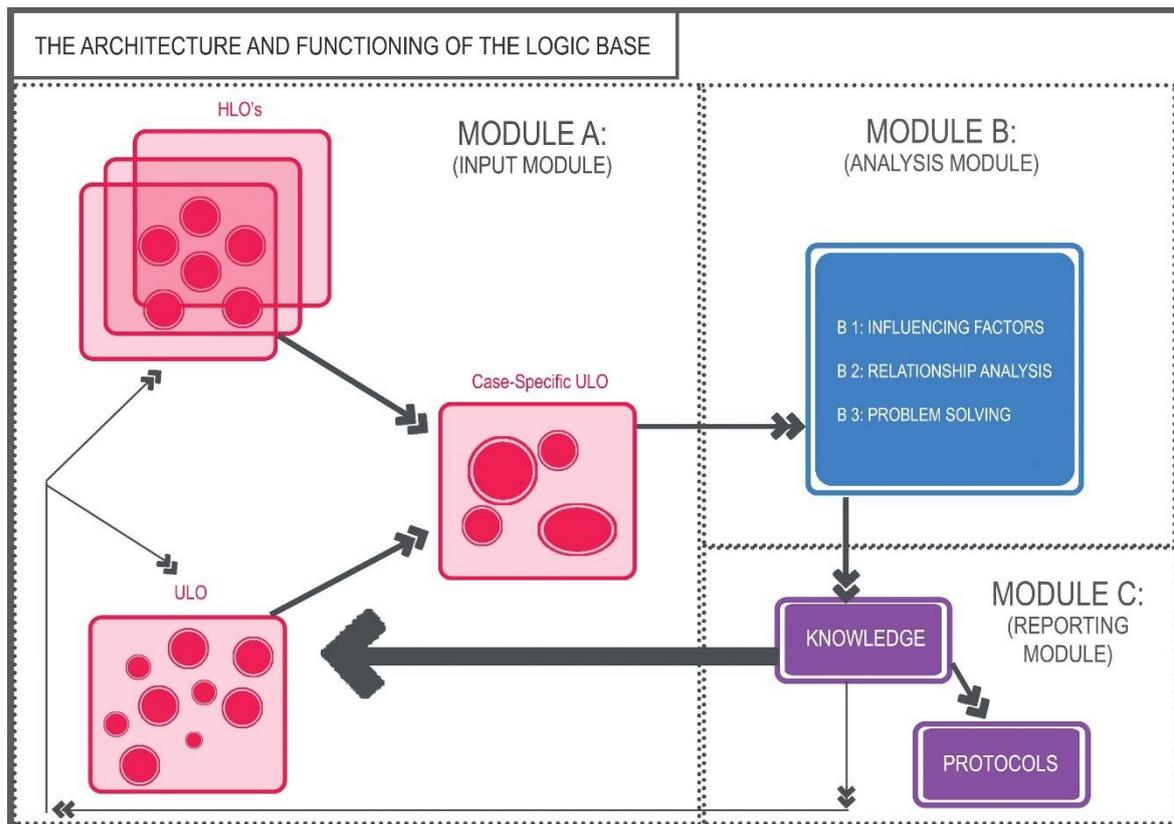 THE ARCHITECTURE AND FUNCTIONING OF THE LOGIC BASE
HLO's
MODULE A:
(INPUT MODULE)
Case-Specific ULO
ULO
MODULE B:
(ANALYSIS MODULE)
B 1: INFLUENCING FACTORS
B 2: RELATIONSHIP ANALYSIS
B 3: PROBLEM SOLVING
MODULE C:
(REPORTING
MODULE)
KNOWLEDGE
PROTOCOLS